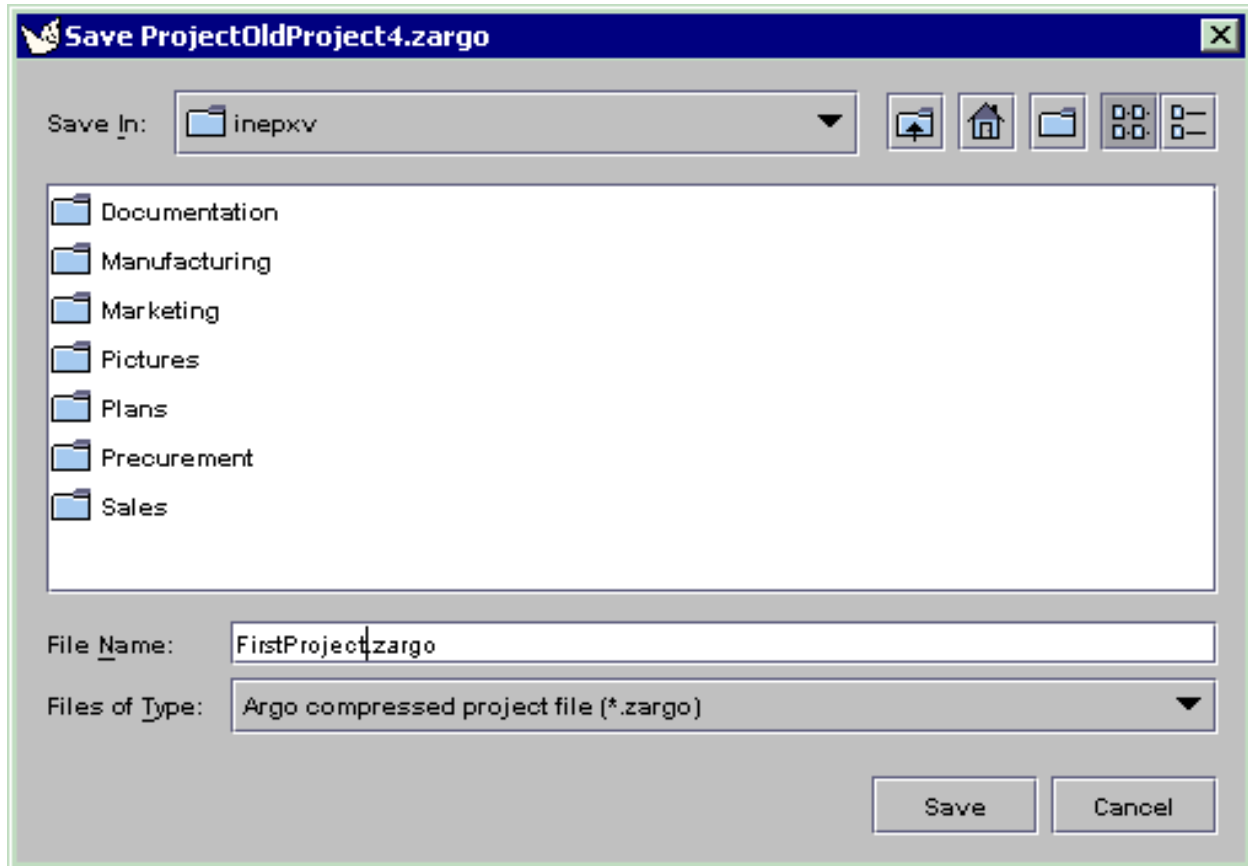 Save ProjectOldProject4.zargo
Save In: inepxv
Documentation
Manufacturing
Marketing
Pictures
Plans
Precurement
Sales
File Name: FirstProject.zargo
Files of Type: Argo compressed project file (*.zargo)
Save Cancel